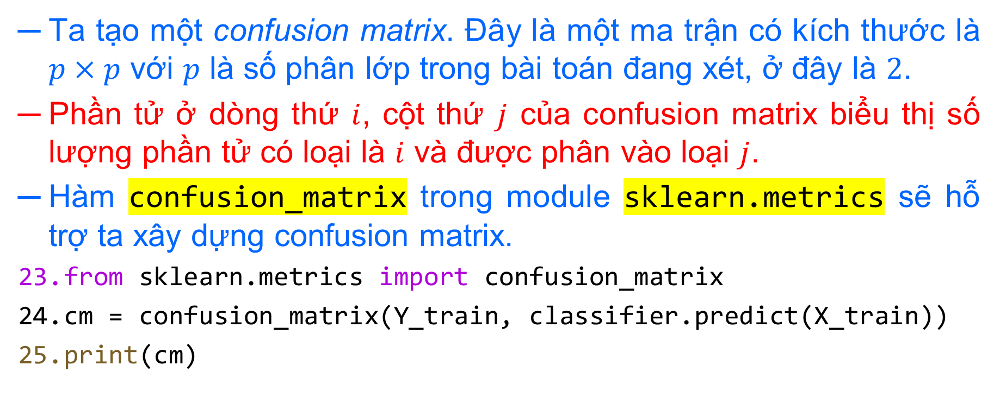 – Ta tạo một confusion matrix. Đây là một ma trận có kích thước là
p × p với p là số phân lớp trong bài toán đang xét, ở đây là 2.
– Phần tử ở dòng thứ i, cột thứ j của confusion matrix biểu thị số
lượng phần tử có loại là i và được phân vào loại j.
– Hàm confusion_matrix trong module sklearn.metrics sẽ hỗ
trợ ta xây dựng confusion matrix.
23.from sklearn.metrics import confusion_matrix
24.cm = confusion_matrix(Y_train, classifier.predict(X_train))
25.print(cm)